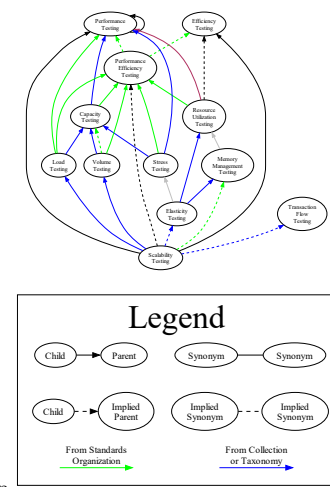 Performance
Testing
Efficiency
Testing
Performance
Efficiency
Testing
Capacity
Testing
Resource
Utilization
Testing
Load
Testing
Volume
Testing
Stress
Testing
Memory
Management
Testing
Elasticity
Testing
Transaction
Flow
Testing
Scalability
Testing
Legend
Child
Parent
Synonym
Synonym
Child
Implied
Parent
Implied
Synonym
Implied
Synonym
From Standards
Organization
From Collection
or Taxonomy